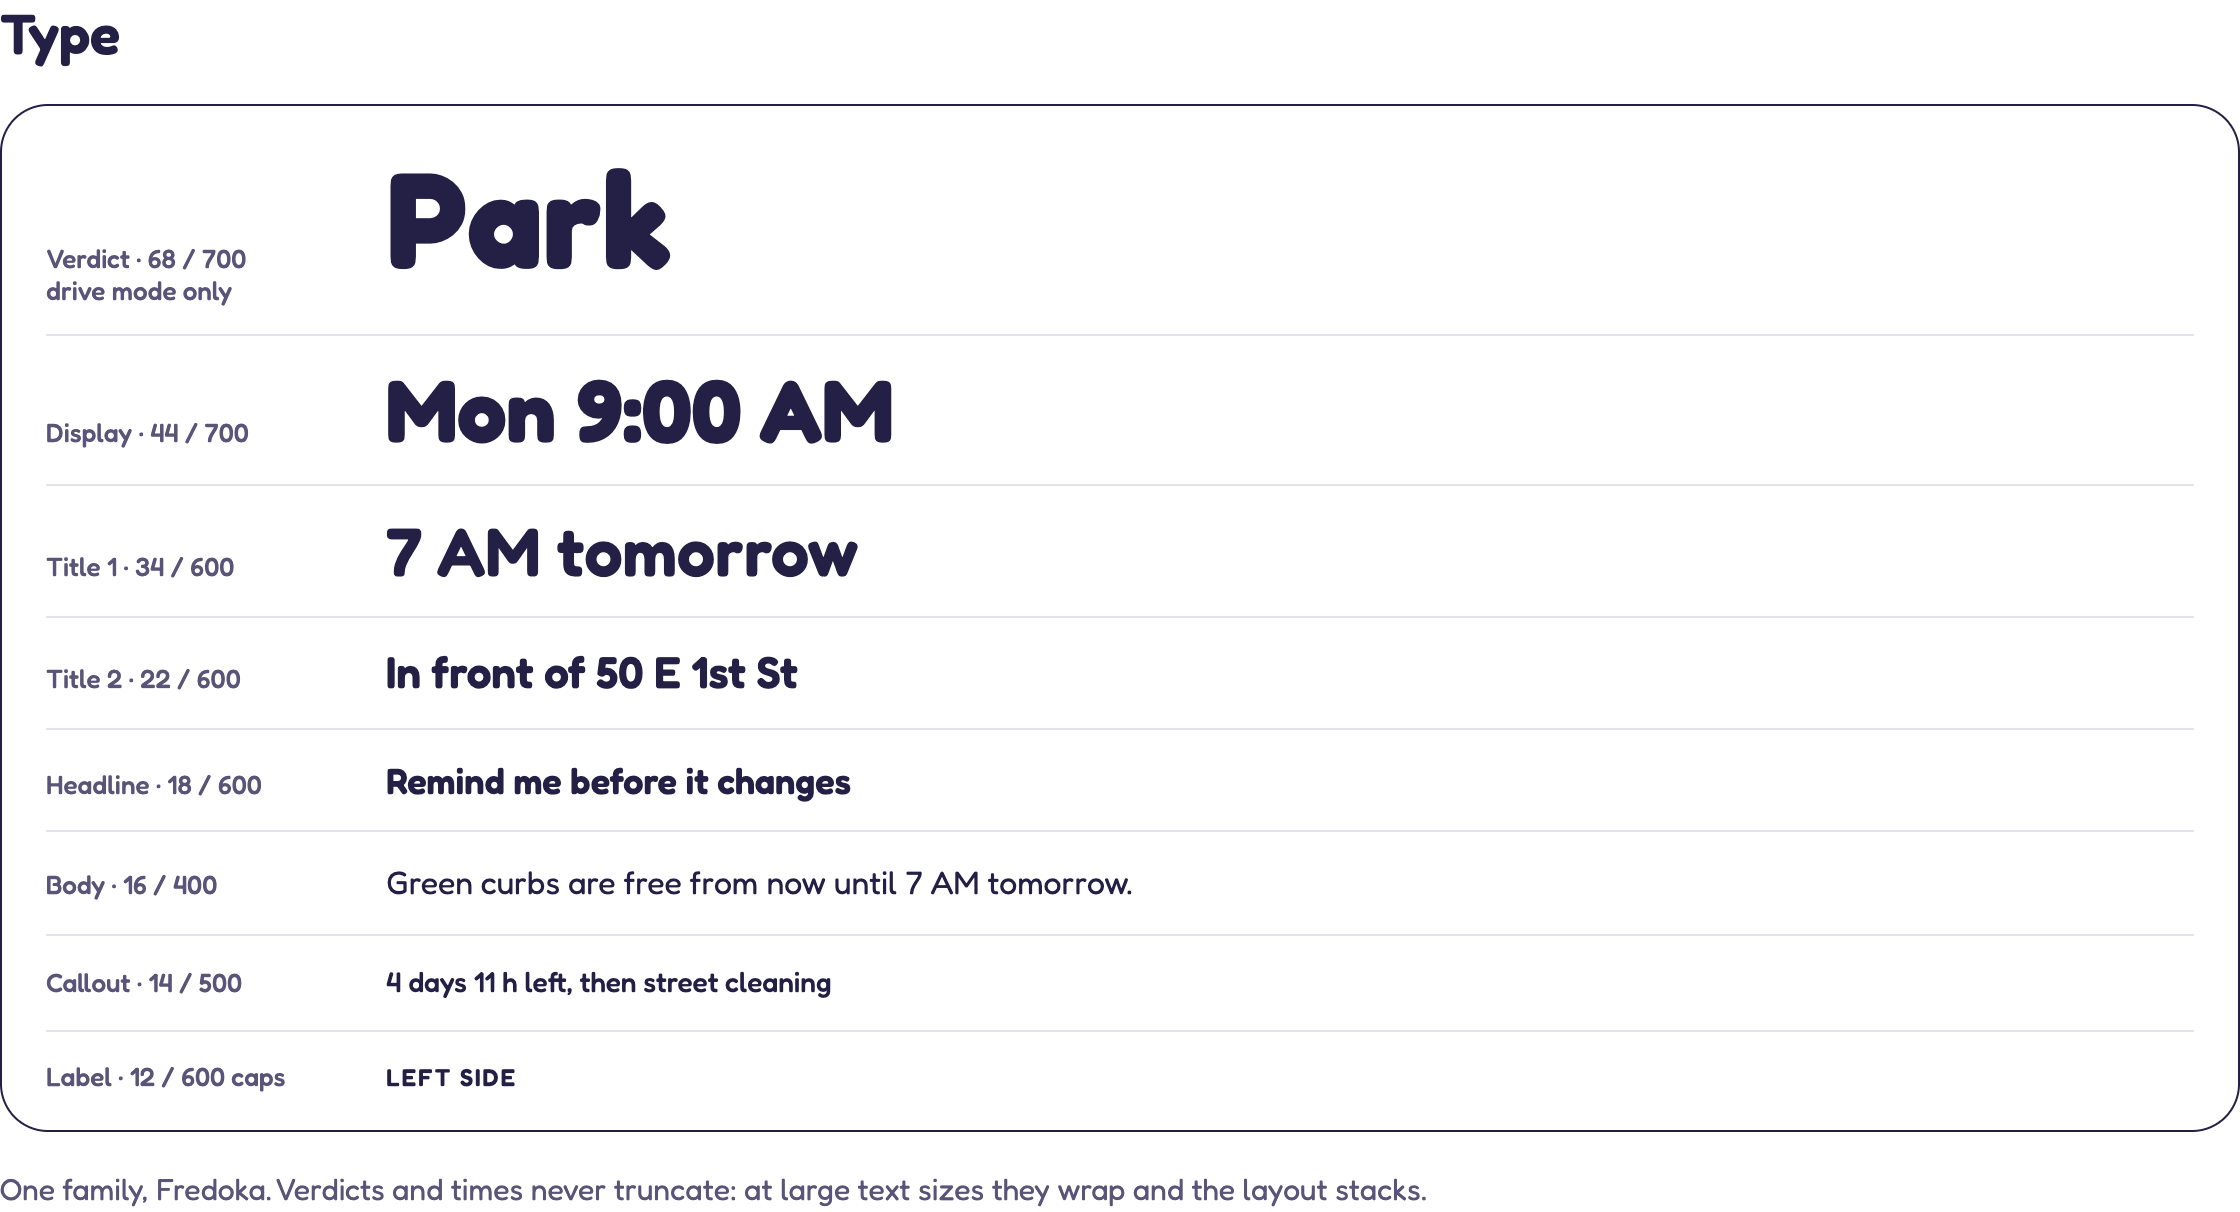 Type
Verdict · 68 / 700
drive mode only
Park
Display · 44 / 700
Mon 9:00 AM
Title 1 · 34 / 600
7 AM tomorrow
Title 2 · 22 / 600
In front of 50 E 1st St
Headline · 18 / 600
Remind me before it changes
Body · 16 / 400
Green curbs are free from now until 7 AM tomorrow.
Callout · 14 / 500
4 days 11 h left, then street cleaning
Label · 12 / 600 caps
LEFT SIDE
One family, Fredoka. Verdicts and times never truncate: at large text sizes they wrap and the layout stacks.